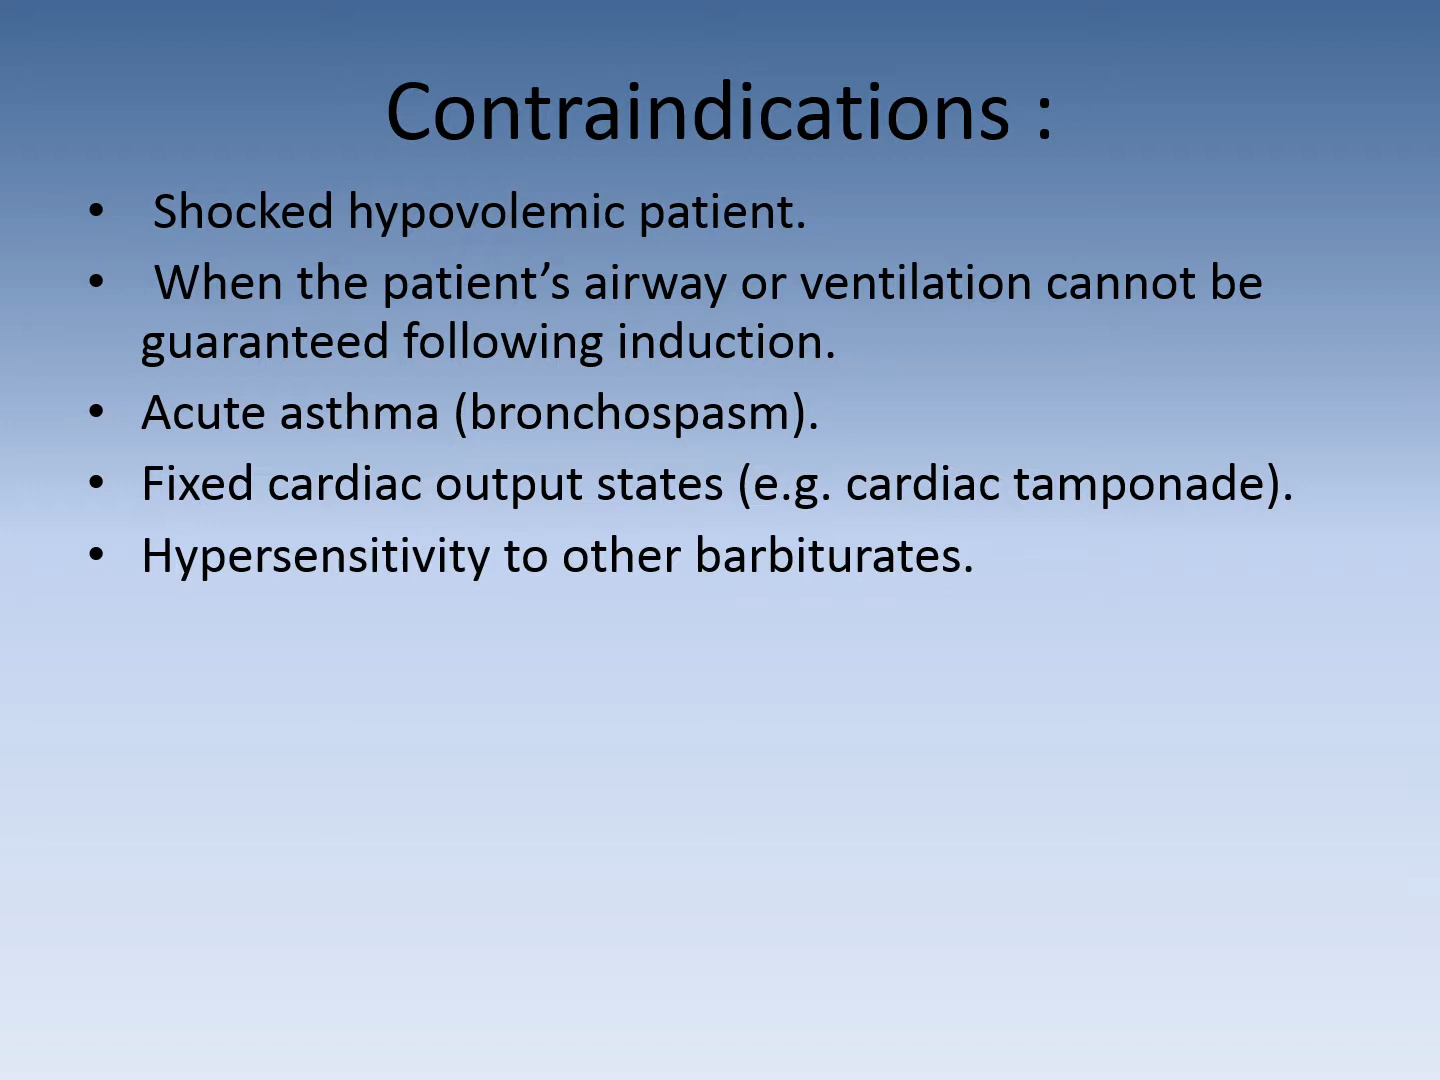 Contraindications :
• Shocked hypovolemic patient.
• When the patient’s airway or ventilation cannot be
guaranteed following induction.
• Acute asthma (bronchospasm).
• Fixed cardiac output states (e.g. cardiac tamponade).
• Hypersensitivity to other barbiturates.